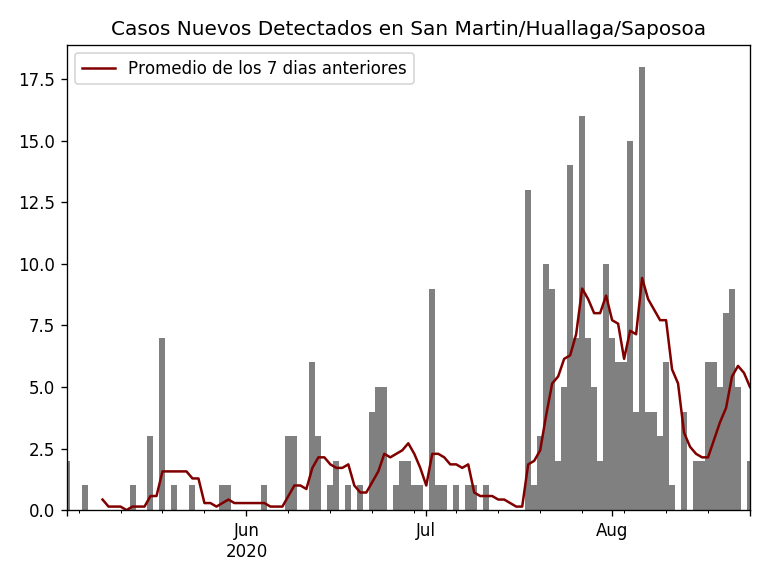 Casos Nuevos Detectados en San Martin/Huallaga/Saposoa
Promedio de los 7 dias anteriores
17.5
15.0
12.5
10.0
7.5
5.0
2.5
0.0
Jun
2020
Jul
Aug